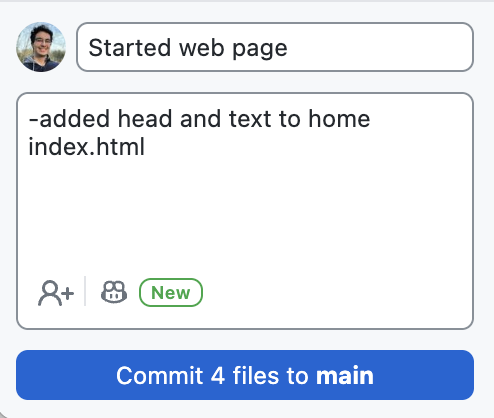 Started web page
-added head and text to home
index.html
New
Commit 4 files to main